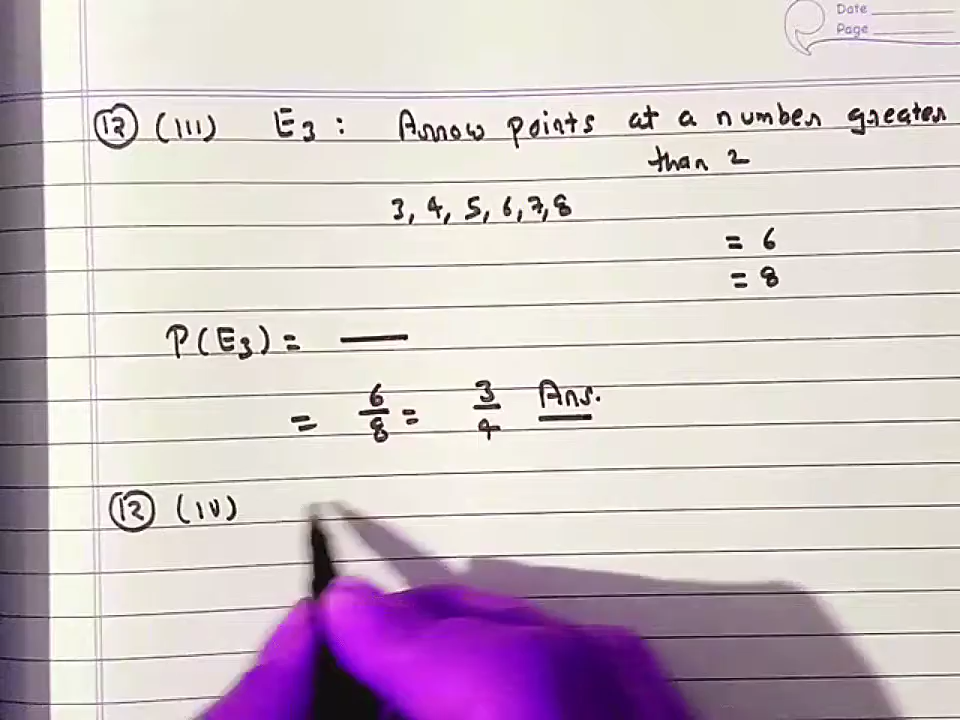 Date
Page
12 (III) E3 : Arrow points at a number greater
than 2
3, 4, 5, 6, 7, 8
= 6
= 8
P(E3) = —
= 6/8 = 3/4 Ans.
12 (IV)